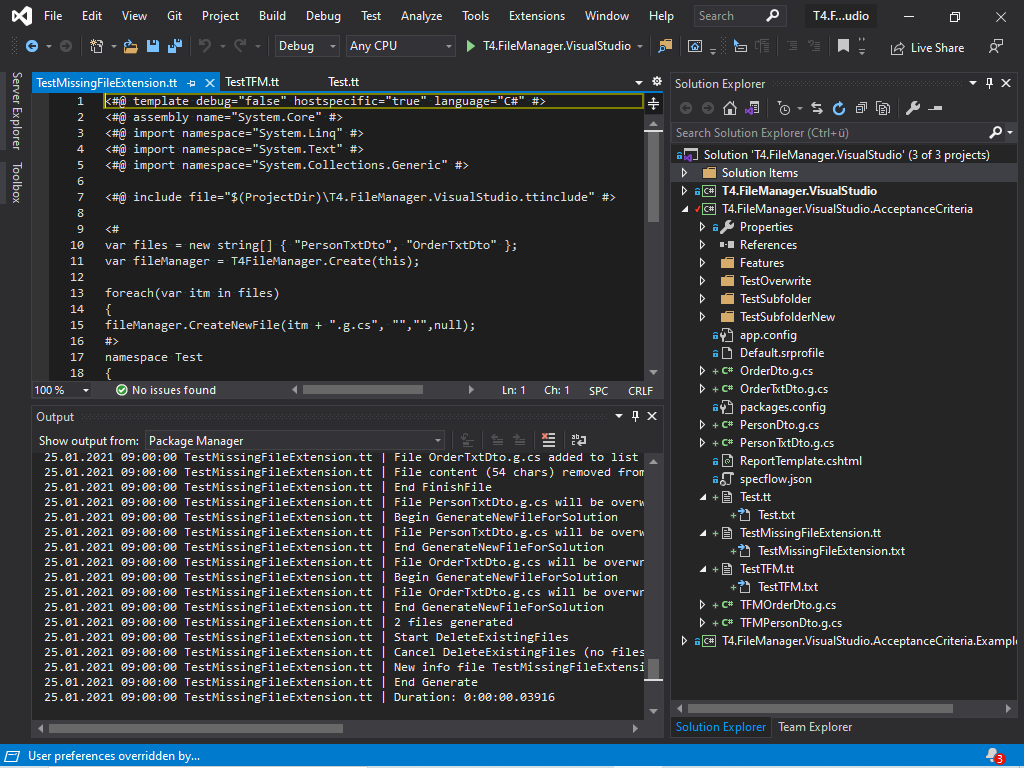 File Edit View Git Project Build Debug Test Analyze Tools Extensions Window Help Search T4.F...udio
Debug Any CPU T4.FileManager.VisualStudio Live Share
Server Explorer
Toolbox
TestMissingFileExtension.tt TestTFM.tt Test.tt
1 <#@ template debug="false" hostspecific="true" language="C#" #>
2 <#@ assembly name="System.Core" #>
3 <#@ import namespace="System.Linq" #>
4 <#@ import namespace="System.Text" #>
5 <#@ import namespace="System.Collections.Generic" #>
6
7 <#@ include file="$(ProjectDir)\T4.FileManager.VisualStudio.ttinclude" #>
8
9 <#
10 var files = new string[] { "PersonTxtDto", "OrderTxtDto" };
11 var fileManager = T4FileManager.Create(this);
12
13 foreach(var itm in files)
14 {
15 fileManager.CreateNewFile(itm + ".g.cs", "","",null);
16 #>
17 namespace Test
18 {
100 % No issues found Ln: 1 Ch: 1 SPC CRLF
Output
Show output from: Package Manager
25.01.2021 09:00:00 TestMissingFileExtension.tt | File OrderTxtDto.g.cs added to list
25.01.2021 09:00:00 TestMissingFileExtension.tt | File content (54 chars) removed from
25.01.2021 09:00:00 TestMissingFileExtension.tt | End FinishFile
25.01.2021 09:00:00 TestMissingFileExtension.tt | File PersonTxtDto.g.cs will be overw
25.01.2021 09:00:00 TestMissingFileExtension.tt | Begin GenerateNewFileForSolution
25.01.2021 09:00:00 TestMissingFileExtension.tt | File PersonTxtDto.g.cs will be overw
25.01.2021 09:00:00 TestMissingFileExtension.tt | End GenerateNewFileForSolution
25.01.2021 09:00:00 TestMissingFileExtension.tt | File OrderTxtDto.g.cs will be overwr
25.01.2021 09:00:00 TestMissingFileExtension.tt | Begin GenerateNewFileForSolution
25.01.2021 09:00:00 TestMissingFileExtension.tt | File OrderTxtDto.g.cs will be overwr
25.01.2021 09:00:00 TestMissingFileExtension.tt | End GenerateNewFileForSolution
25.01.2021 09:00:00 TestMissingFileExtension.tt | 2 files generated
25.01.2021 09:00:00 TestMissingFileExtension.tt | Start DeleteExistingFiles
25.01.2021 09:00:00 TestMissingFileExtension.tt | Cancel DeleteExistingFiles (no files
25.01.2021 09:00:00 TestMissingFileExtension.tt | New info file TestMissingFileExtensi
25.01.2021 09:00:00 TestMissingFileExtension.tt | End Generate
25.01.2021 09:00:00 TestMissingFileExtension.tt | Duration: 0:00:00.03916
Solution Explorer
Search Solution Explorer (Ctrl+ü)
Solution 'T4.FileManager.VisualStudio' (3 of 3 projects)
Solution Items
C# T4.FileManager.VisualStudio
C# T4.FileManager.VisualStudio.AcceptanceCriteria
Properties
References
Features
TestOverwrite
TestSubfolder
TestSubfolderNew
app.config
Default.srprofile
C# OrderDto.g.cs
C# OrderTxtDto.g.cs
packages.config
C# PersonDto.g.cs
C# PersonTxtDto.g.cs
ReportTemplate.cshtml
specflow.json
Test.tt
Test.txt
TestMissingFileExtension.tt
TestMissingFileExtension.txt
TestTFM.tt
TestTFM.txt
C# TFMOrderDto.g.cs
C# TFMPersonDto.g.cs
C# T4.FileManager.VisualStudio.AcceptanceCriteria.Example
Solution Explorer Team Explorer
User preferences overridden by... 3